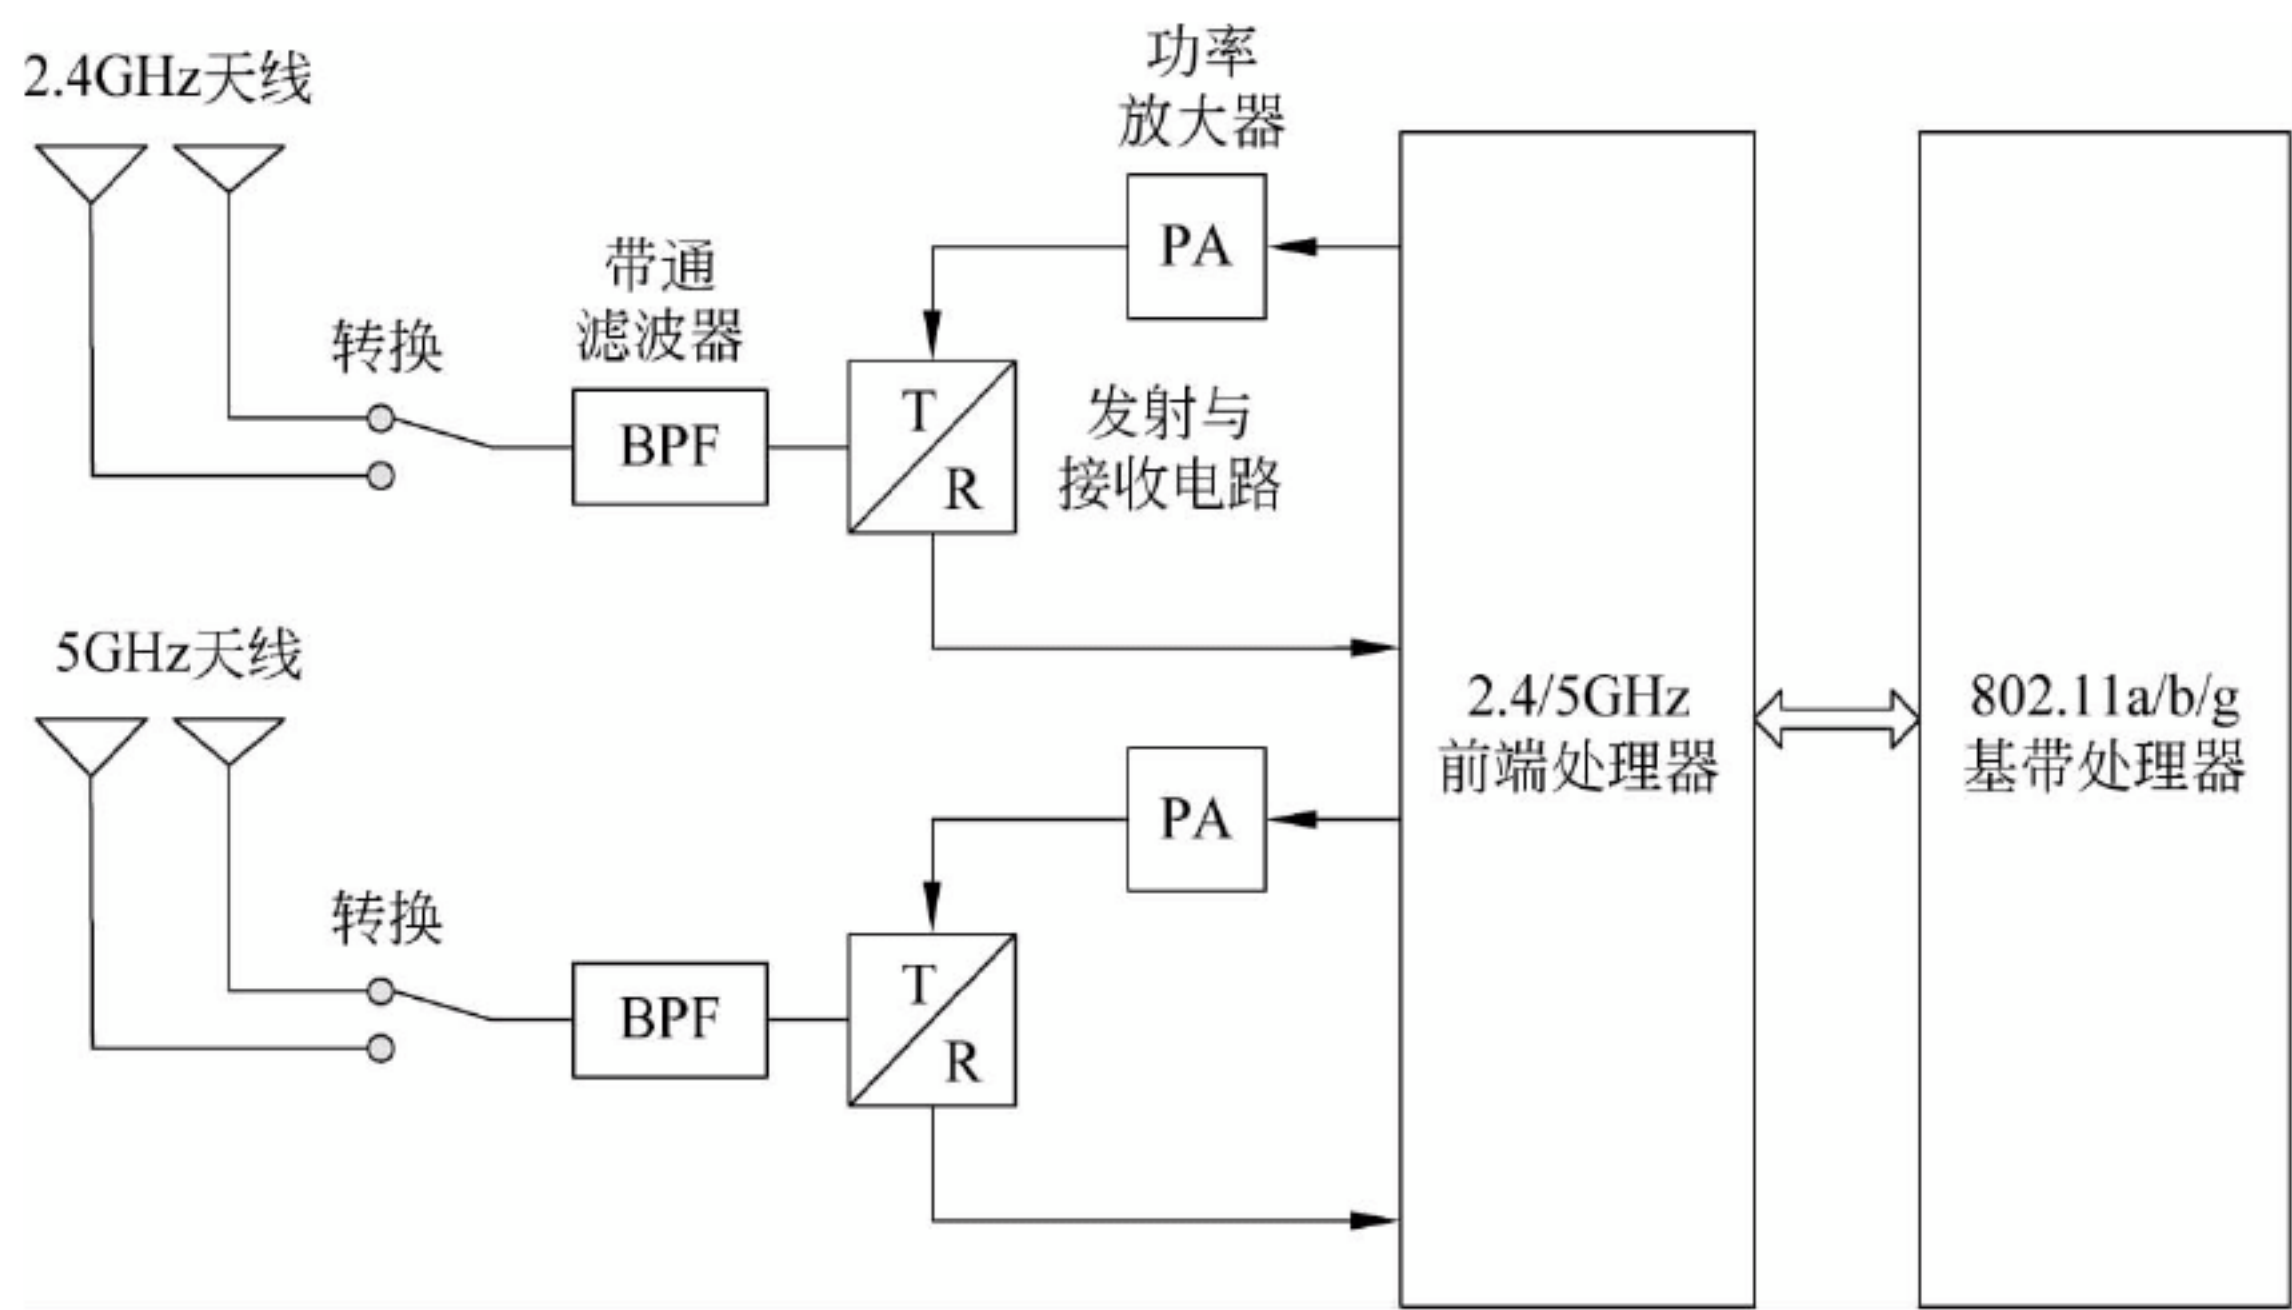 2.4GHz天线
功率
放大器
PA
带通
滤波器
转换
BPF
T
R
发射与
接收电路
5GHz天线
2.4/5GHz
前端处理器
802.11a/b/g
基带处理器
PA
转换
BPF
T
R